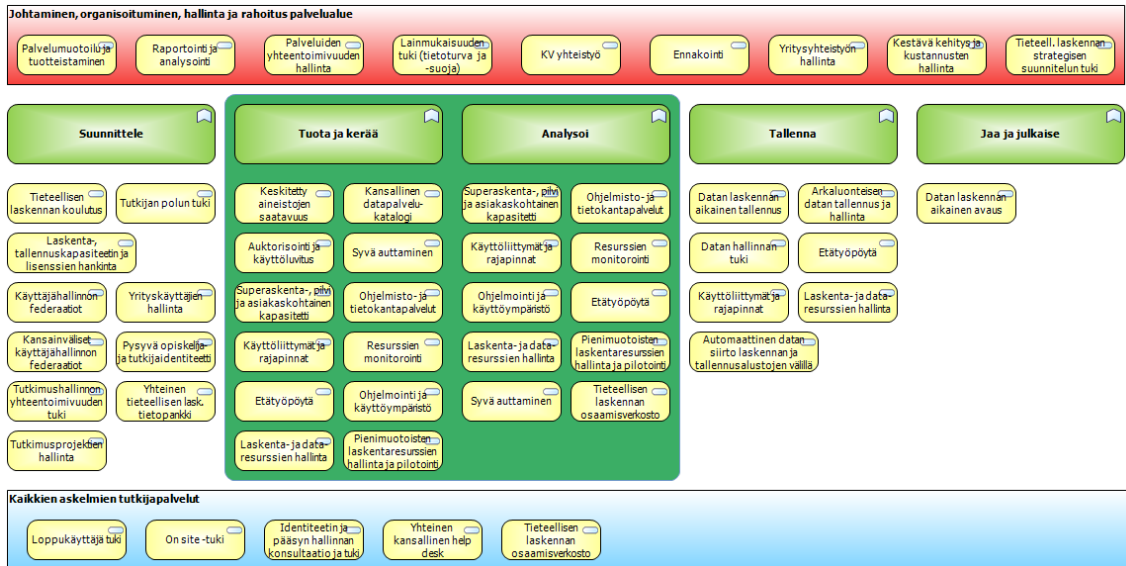 Johtaminen, organisoituminen, hallinta ja rahoitus palvelualue
Palvelumuotoilu ja
tuotteistaminen
Raportointi ja
analysointi
Palveluiden
yhteentoimivuuden
hallinta
Lainmukaisuuden
tuki (tietoturva ja
-suoja)
KV yhteistyö
Ennakointi
Yritysyhteistyön
hallinta
Kestävä kehitys ja
kustannusten
hallinta
Tieteell. laskennan
strategisen
suunnitelun tuki
Suunnittele
Tieteellisen
laskennan koulutus
Tutkijan polun tuki
Laskenta-,
tallennuskapasiteetin ja
lisenssien hankinta
Käyttäjähallinnon
federaatiot
Yrityskäyttäjien
hallinta
Kansainväliset
käyttäjähallinnon
federaatiot
Pysyvä opiskelija-
ja tutkijaidentiteetti
Tutkimushallinnon
yhteentoimivuuden
tuki
Yhteinen
tieteellisen lask.
tietopankki
Tutkimusprojektien
hallinta
Tuota ja kerää
Keskitetty
aineistojen
saatavuus
Kansallinen
datapalvelu-
katalogi
Auktorisointi ja
käyttöluvitus
Syvä auttaminen
Superaskenta-, pilvi
ja asiakaskohtainen
kapasitetti
Ohjelmisto- ja
tietokantapalvelut
Käyttöliittymät ja
rajapinnat
Resurssien
monitorointi
Etätyöpöytä
Ohjelmointi ja
käyttöympäristö
Laskenta- ja data-
resurssien hallinta
Pienimuotoisten
laskentaresurssien
hallinta ja pilotointi
Analysoi
Superaskenta-, pilvi
ja asiakaskohtainen
kapasitetti
Ohjelmisto- ja
tietokantapalvelut
Käyttöliittymät ja
rajapinnat
Resurssien
monitorointi
Ohjelmointi ja
käyttöympäristö
Etätyöpöytä
Laskenta- ja data-
resurssien hallinta
Pienimuotoisten
laskentaresurssien
hallinta ja pilotointi
Syvä auttaminen
Tieteellisen
laskennan
osaamisverkosto
Tallenna
Datan laskennan
aikainen tallennus
Arkaluonteisen
datan tallennus ja
hallinta
Datan hallinnan
tuki
Etätyöpöytä
Käyttöliittymät ja
rajapinnat
Laskenta- ja data-
resurssien hallinta
Automaattinen datan
siirto laskennan ja
tallennusalustojen välillä
Jaa ja julkaise
Datan laskennan
aikainen avaus
Kaikkien askelmien tutkijapalvelut
Loppukäyttäjä tuki
On site -tuki
Identiteetin ja
pääsyn hallinnan
konsultaatio ja tuki
Yhteinen
kansallinen help
desk
Tieteellisen
laskennan
osaamisverkosto